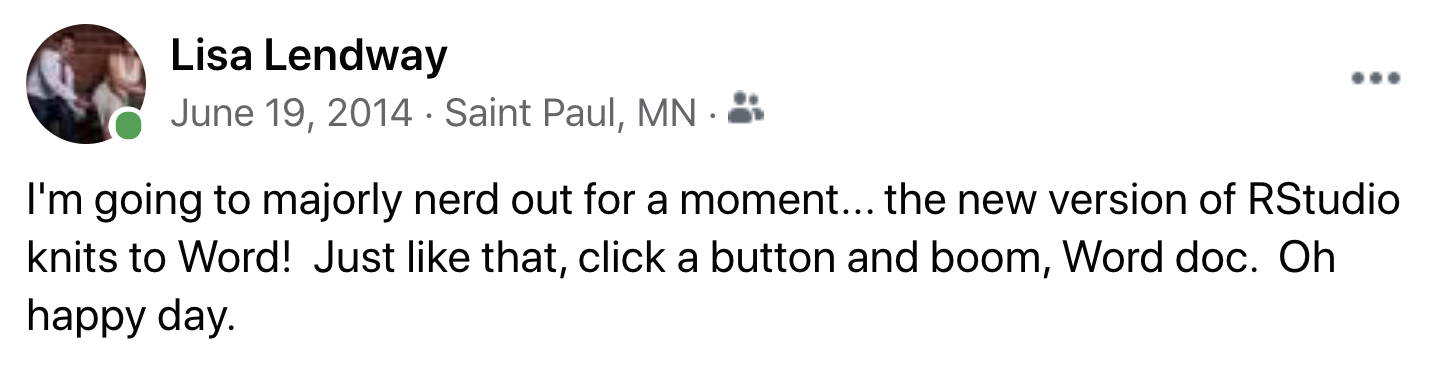 Lisa Lendway
June 19, 2014 · Saint Paul, MN ·
I'm going to majorly nerd out for a moment... the new version of RStudio
knits to Word!  Just like that, click a button and boom, Word doc.  Oh
happy day.